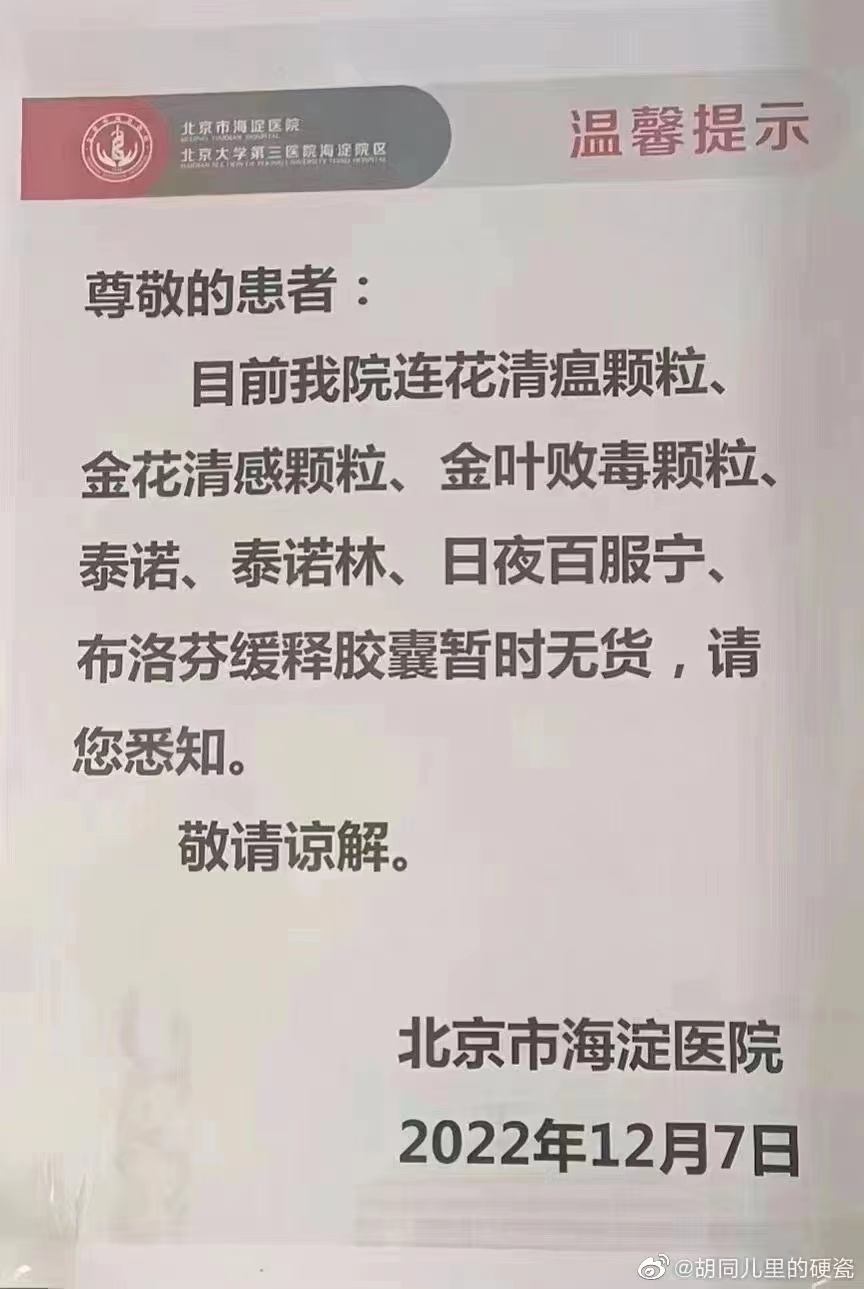 北京市海淀医院
BEIJING HAIDIAN HOSPITAL
北京大学第三医院海淀院区
HAIDIAN SECTION OF PEKING UNIVERSITY THIRD HOSPITAL
温馨提示
尊敬的患者：
目前我院连花清瘟颗粒、
金花清感颗粒、金叶败毒颗粒、
泰诺、泰诺林、日夜百服宁、
布洛芬缓释胶囊暂时无货，请
您悉知。
敬请谅解。
北京市海淀医院
2022年12月7日
@胡同儿里的硬瓷